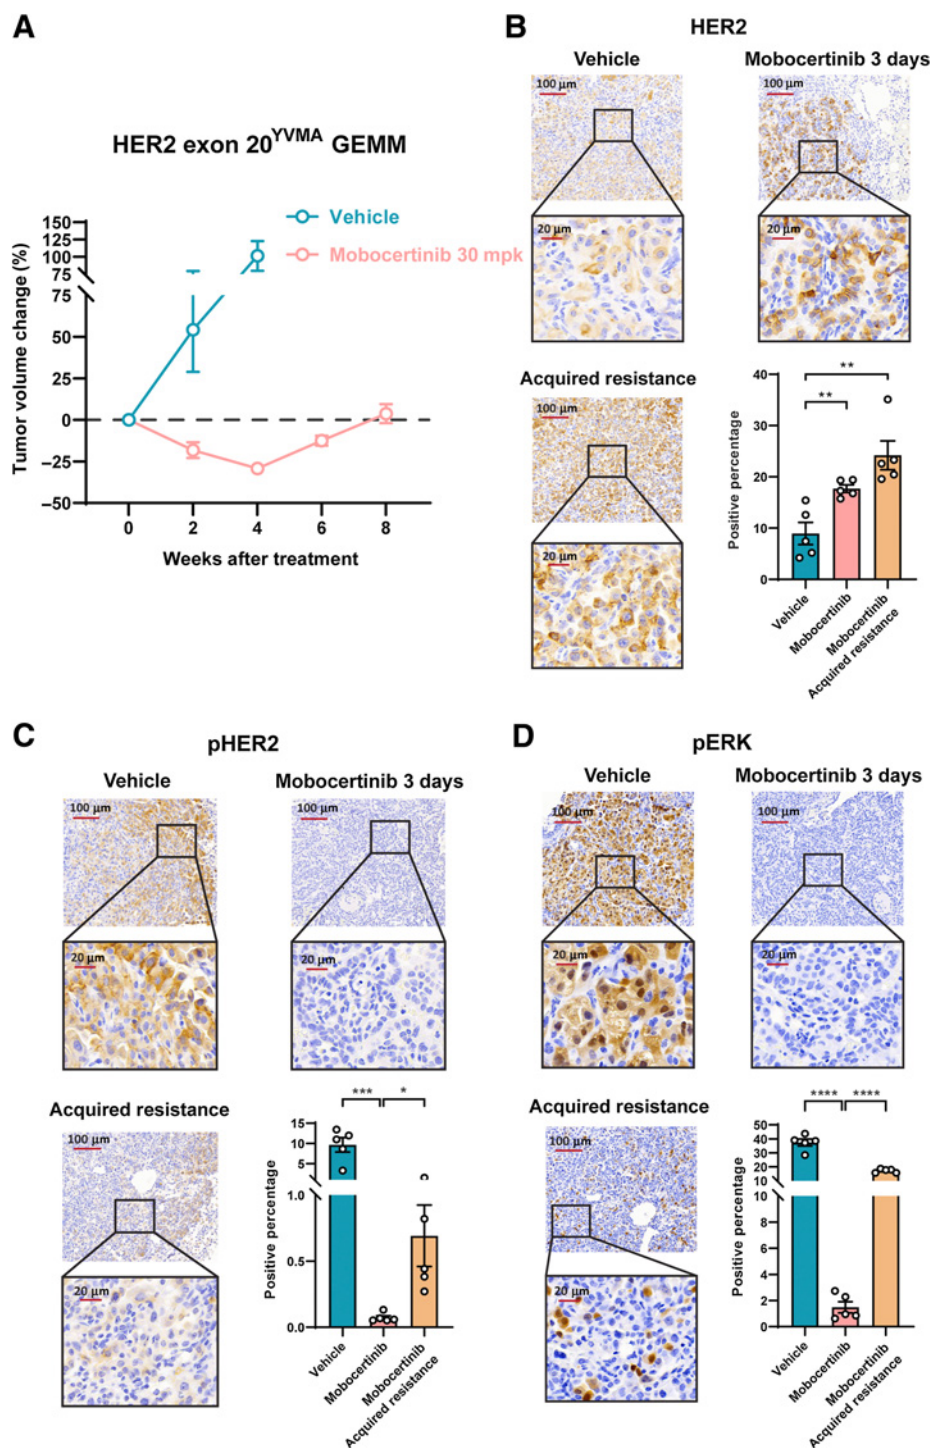 A
HER2 exon 20YVMA GEMM
Vehicle
Mobocertinib 30 mpk
Tumor volume change (%)
150
125
100
75
75
50
25
0
−25
−50
0 2 4 6 8
Weeks after treatment
B
HER2
Vehicle
Mobocertinib 3 days
100 µm
100 µm
20 µm
20 µm
Acquired resistance
100 µm
20 µm
Positive percentage
40
30
20
10
0
**
**
Vehicle
Mobocertinib
Mobocertinib
Acquired resistance
C
pHER2
Vehicle
Mobocertinib 3 days
100 µm
100 µm
20 µm
20 µm
Acquired resistance
100 µm
20 µm
Positive percentage
15
10
5
1.0
0.5
0.0
*** *
Vehicle
Mobocertinib
Mobocertinib
Acquired resistance
D
pERK
Vehicle
Mobocertinib 3 days
100 µm
100 µm
20 µm
20 µm
Acquired resistance
100 µm
20 µm
Positive percentage
50
40
30
20
10
10
8
6
4
2
0
**** ****
Vehicle
Mobocertinib
Mobocertinib
Acquired resistance